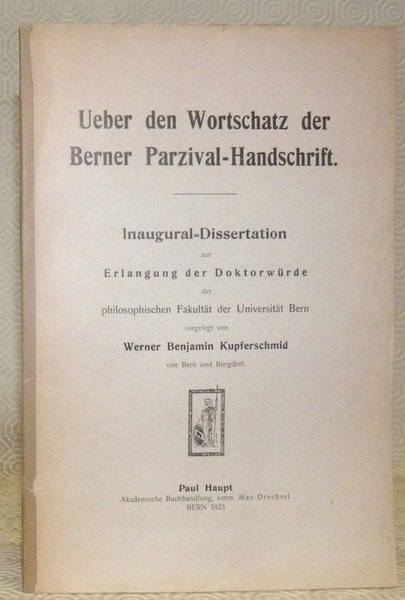 Ueber den Wortschatz der
Berner Parzival-Handschrift.
Inaugural-Dissertation
zur
Erlangung der Doktorwürde
der
philosophischen Fakultät der Universität Bern
vorgelegt von
Werner Benjamin Kupferschmid
von Bern und Burgdorf.
Paul Haupt
Akademische Buchhandlung, vorm. Max Drechsel
BERN 1923